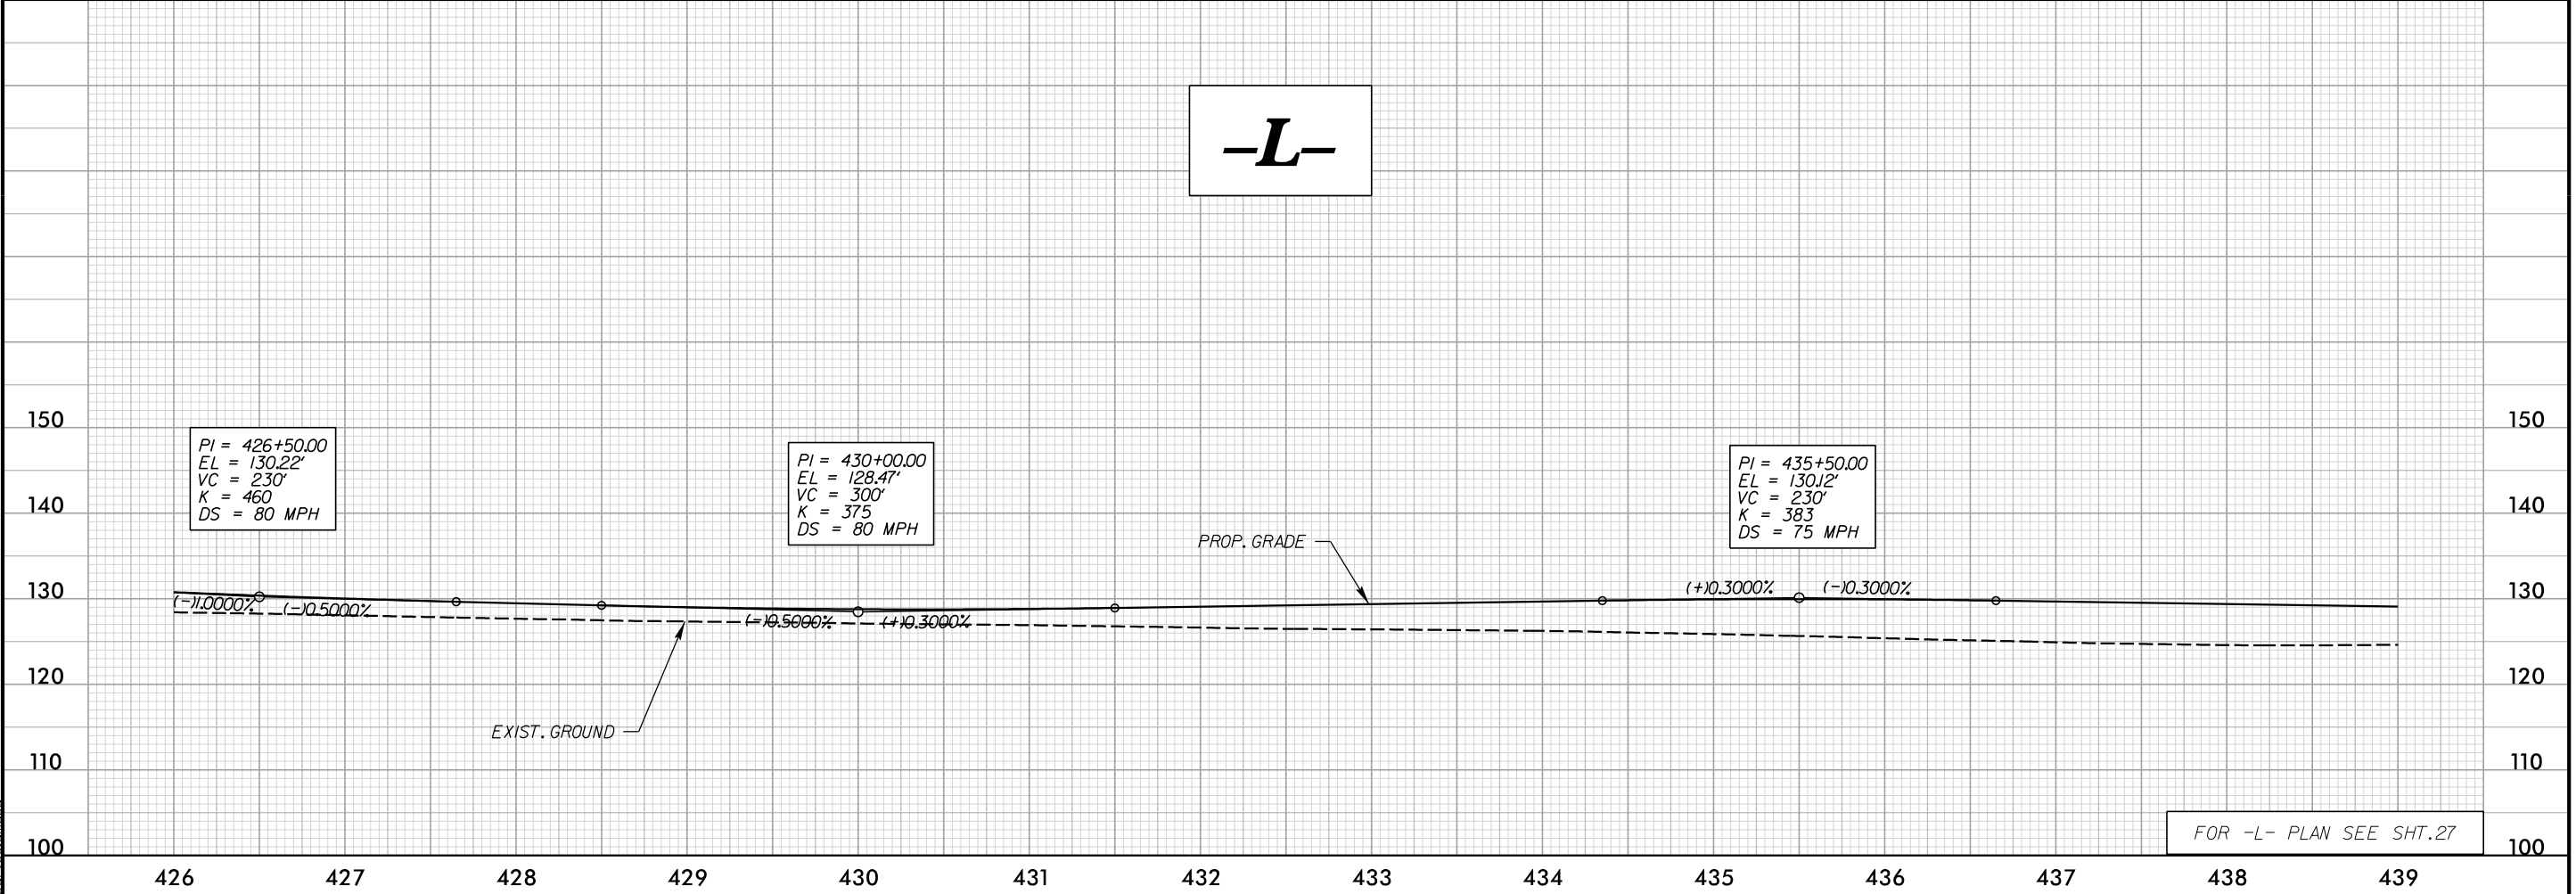 –L–
150
150
PI = 426+50.00
EL = 130.22'
VC = 230'
K = 460
DS = 80 MPH
PI = 430+00.00
EL = 128.47'
VC = 300'
K = 375
DS = 80 MPH
PI = 435+50.00
EL = 130.12'
VC = 230'
K = 383
DS = 75 MPH
140
140
PROP. GRADE
130
(-)1.0000%
(-)0.5000%
(-)0.5000%
(+)0.3000%
(+)0.3000%
(-)0.3000%
130
120
120
EXIST. GROUND
110
110
FOR -L- PLAN SEE SHT. 27
100
100
426 427 428 429 430 431 432 433 434 435 436 437 438 439